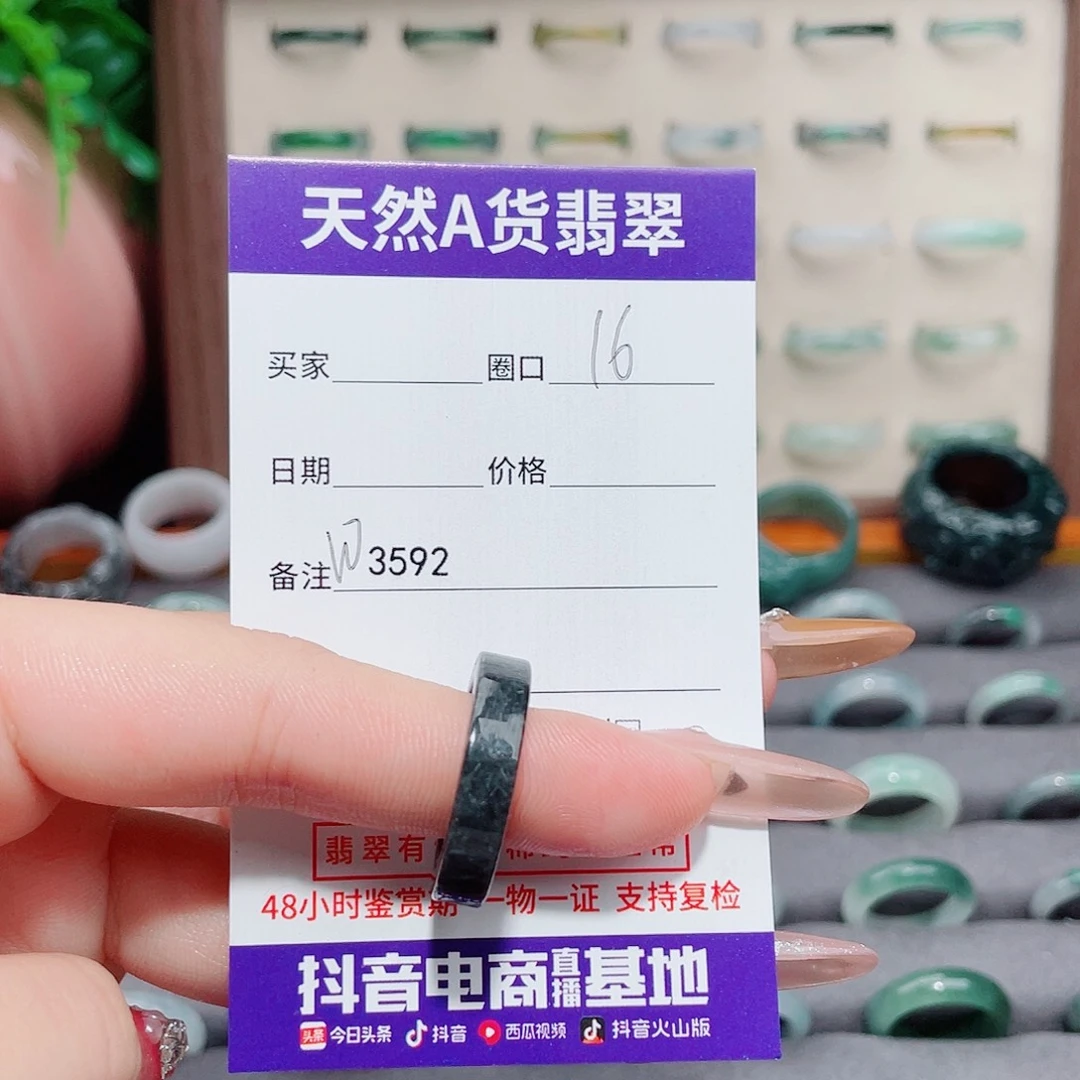 天然A货翡翠
买家 圈口 16
日期 价格
备注 W 3592
翡翠有
48小时鉴赏期 一物一证 支持复检
抖音电商直播基地
头条 今日头条 抖音 西瓜视频 抖音火山版